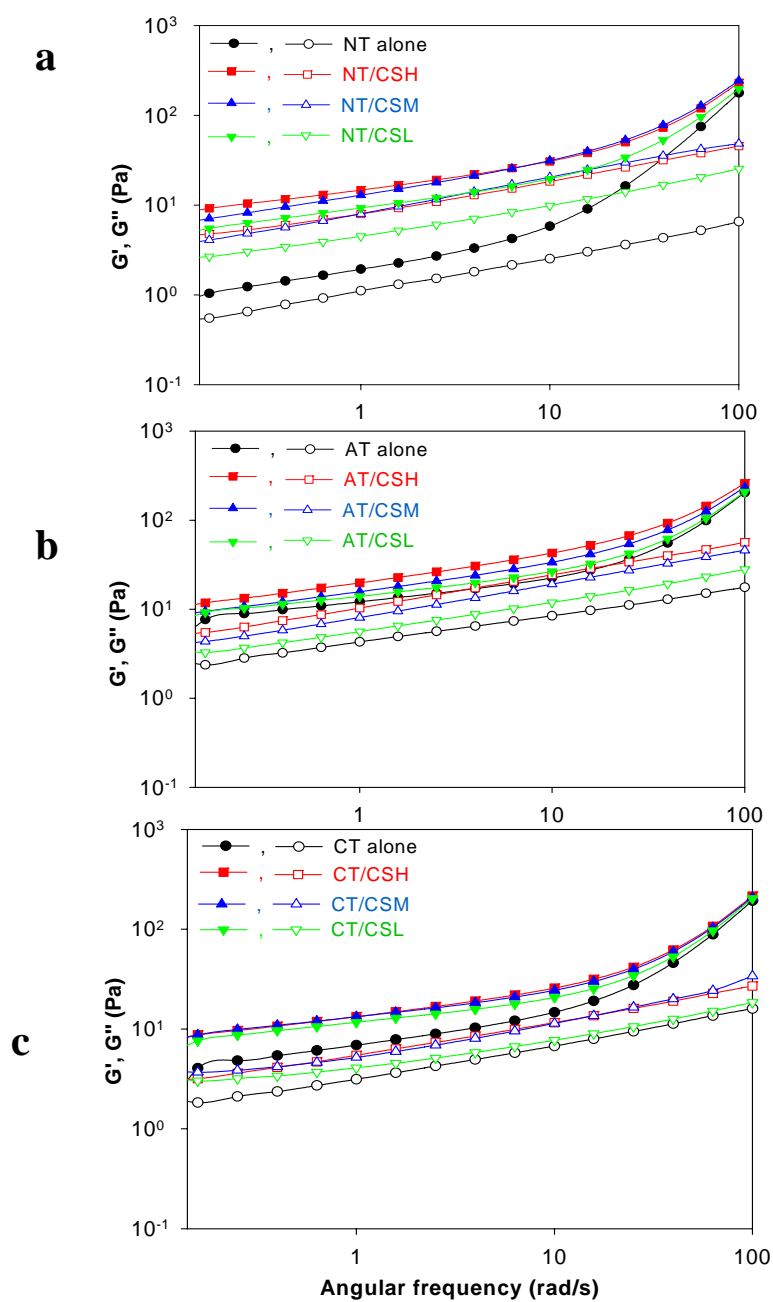 a
G', G'' (Pa)
10³
10²
10¹
10⁰
10⁻¹
, NT alone
, NT/CSH
, NT/CSM
, NT/CSL
1 10 100
b
G', G'' (Pa)
10³
10²
10¹
10⁰
10⁻¹
, AT alone
, AT/CSH
, AT/CSM
, AT/CSL
1 10 100
c
G', G'' (Pa)
10³
10²
10¹
10⁰
10⁻¹
, CT alone
, CT/CSH
, CT/CSM
, CT/CSL
1 10 100
Angular frequency (rad/s)